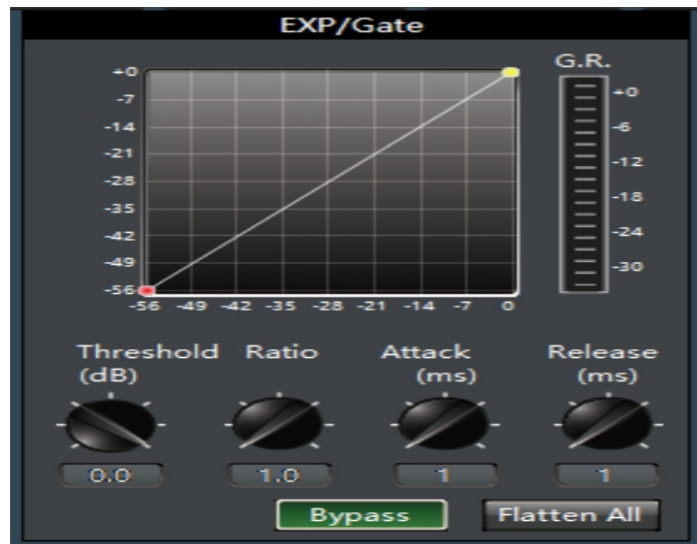 EXP/Gate
G.R.
+0
-7
-14
-21
-28
-35
-42
-49
-56
-56 -49 -42 -35 -28 -21 -14 -7 0
+0
-6
-12
-18
-24
-30
Threshold (dB)
Ratio
Attack (ms)
Release (ms)
0.0
1.0
1
1
Bypass
Flatten All